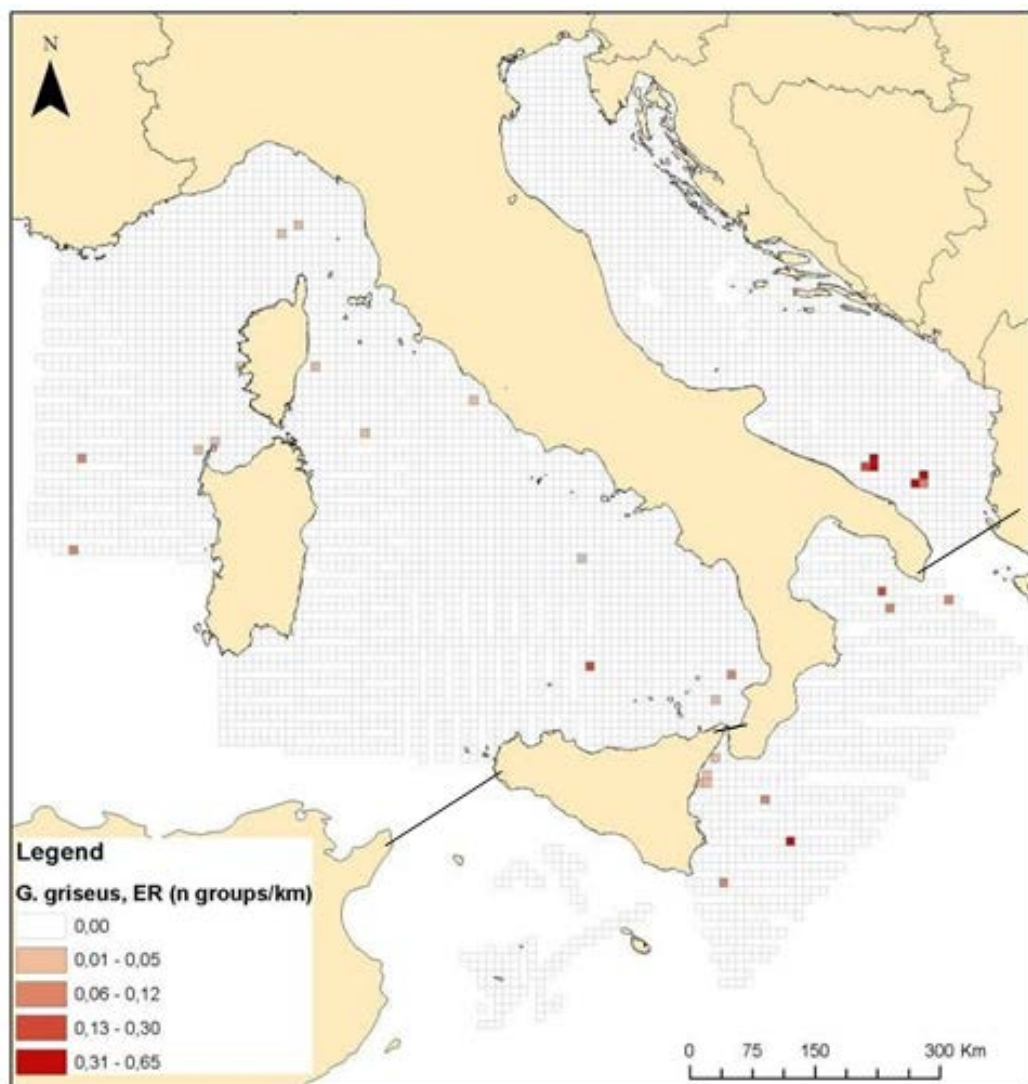 N
Legend
G. griseus, ER (n groups/km)
0,00
0,01 - 0,05
0,06 - 0,12
0,13 - 0,30
0,31 - 0,65
0 75 150 300 Km